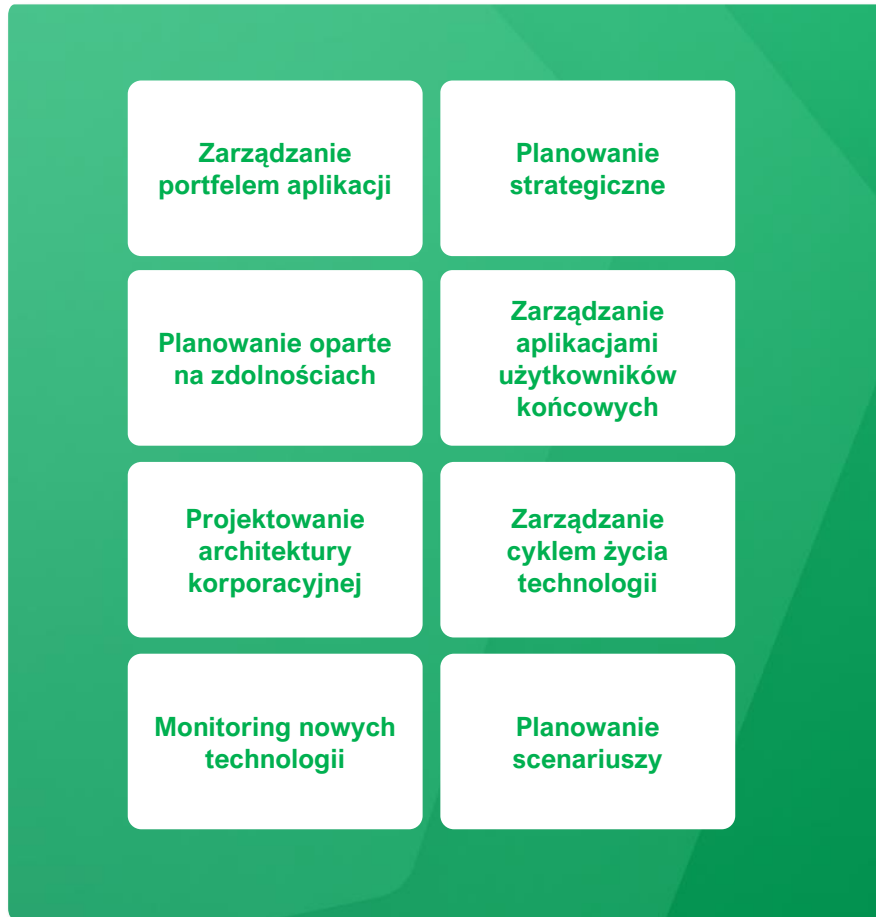 Zarządzanie
portfelem aplikacji
Planowanie
strategiczne
Planowanie oparte
na zdolnościach
Zarządzanie
aplikacjami
użytkowników
końcowych
Projektowanie
architektury
korporacyjnej
Zarządzanie
cyklem życia
technologii
Monitoring nowych
technologii
Planowanie
scenariuszy